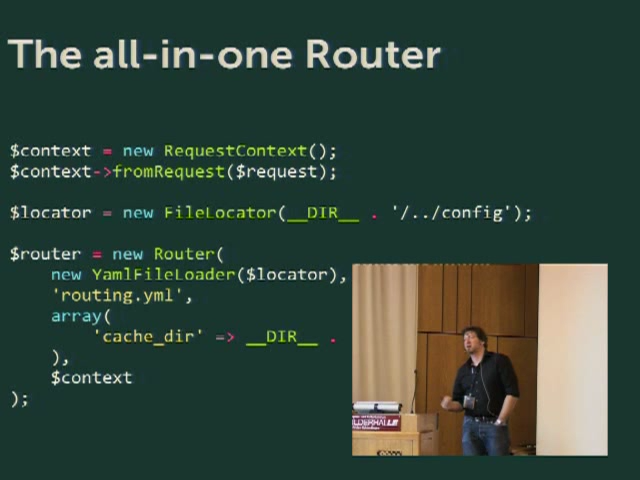 The all-in-one Router
$context = new RequestContext();
$context->fromRequest($request);
$locator = new FileLocator(__DIR__ . '/../config');
$router = new Router(
new YamlFileLoader($locator),
'routing.yml',
array(
'cache_dir' => __DIR__ .
),
$context
);